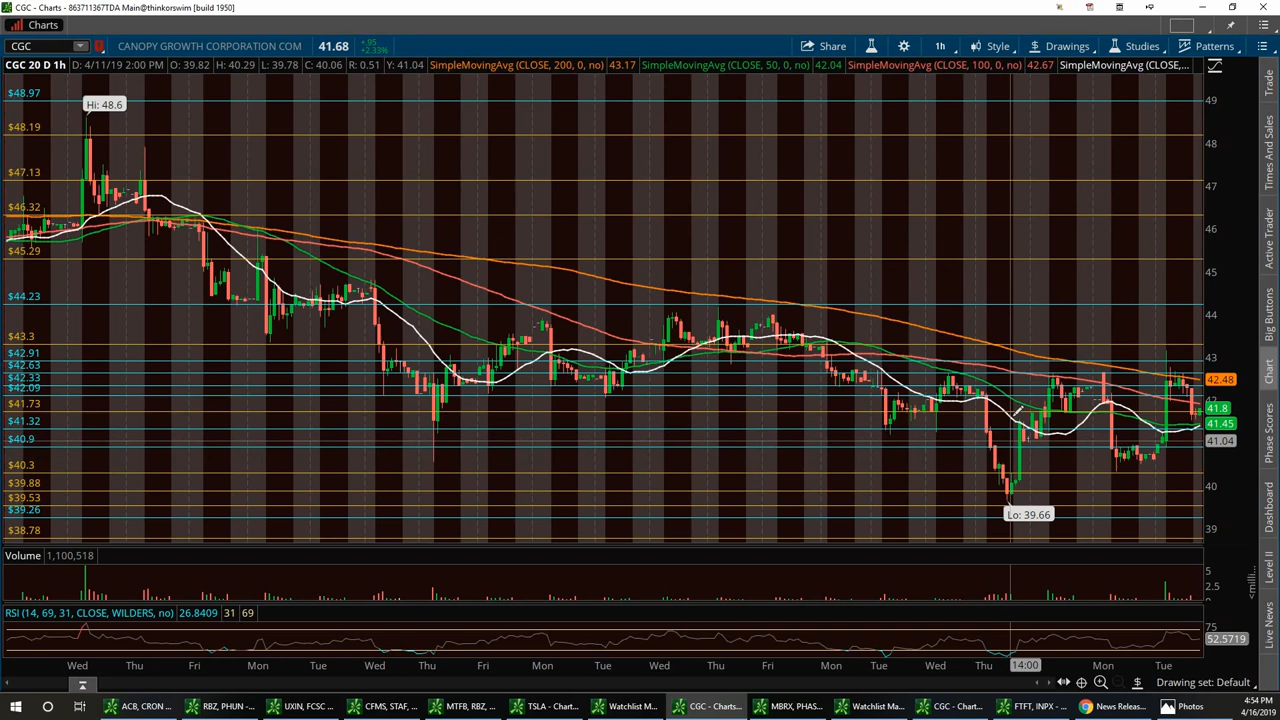 CGC - Charts - 863711367TDA Main@thinkorswim [build 1950]
Charts
CGC CANOPY GROWTH CORPORATION COM 41.68 +.95 +2.33% Share 1h Style Drawings Studies Patterns
CGC 20 D 1h D: 4/11/19 2:00 PM O: 39.82 H: 40.29 L: 39.78 C: 40.06 R: 0.51 Y: 41.04 SimpleMovingAvg (CLOSE, 200, 0, no) 43.17 SimpleMovingAvg (CLOSE, 50, 0, no) 42.04 SimpleMovingAvg (CLOSE, 100, 0, no) 42.67 SimpleMovingAvg (CLOSE,...
$48.97
Hi: 48.6
$48.19
$47.13
$46.32
$45.29
$44.23
$43.3
$42.91
$42.63
$42.33
$42.09
$41.73
$41.32
$40.9
$40.3
$39.88
$39.53
$39.26
$38.78
Lo: 39.66
49
48
47
46
45
44
43
42.48
42
41.8
41.45
41.04
40
39
Volume 1,100,518
5
2.5
<milli...
RSI (14, 69, 31, CLOSE, WILDERS, no) 26.8409 31 69
75
52.5719
Wed Thu Fri Mon Tue Wed Thu Fri Mon Tue Wed Thu Fri Mon Tue Wed Thu 14:00 Mon Tue
Drawing set: Default
Trade
Times And Sales
Active Trader
Big Buttons
Chart
Phase Scores
Dashboard
Level II
Live News
ACB, CRON ... RBZ, PHUN -... UXIN, FCSC ... CFMS, STAF, ... MTFB, RBZ, ... TSLA - Chart... Watchlist M... CGC - Charts... MBRX, PHAS... Watchlist Ma... CGC - Chart... FTFT, INPX -... News Releas... Photos
4:54 PM
4/16/2019